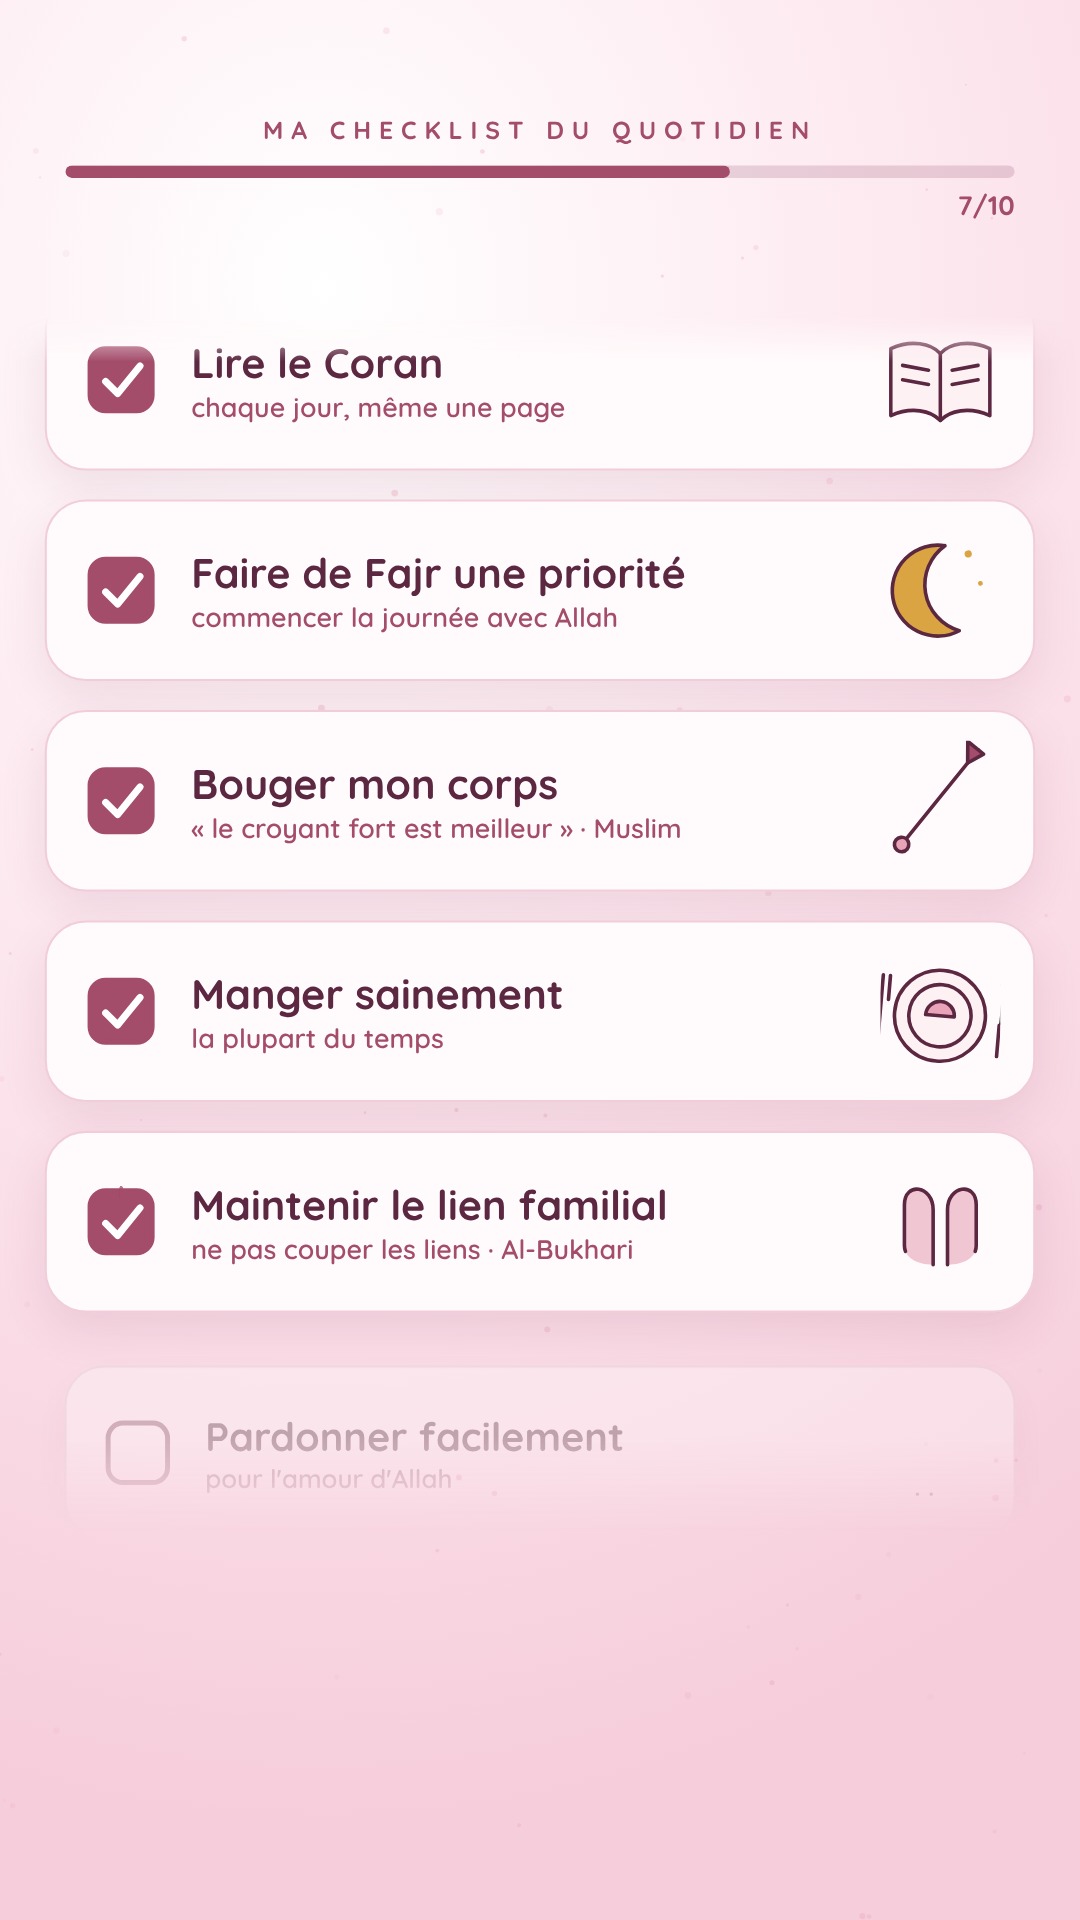 MA CHECKLIST DU QUOTIDIEN
7/10
Lire le Coran
chaque jour, même une page
Faire de Fajr une priorité
commencer la journée avec Allah
Bouger mon corps
« le croyant fort est meilleur » · Muslim
Manger sainement
la plupart du temps
Maintenir le lien familial
ne pas couper les liens · Al-Bukhari
Pardonner facilement
pour l'amour d'Allah